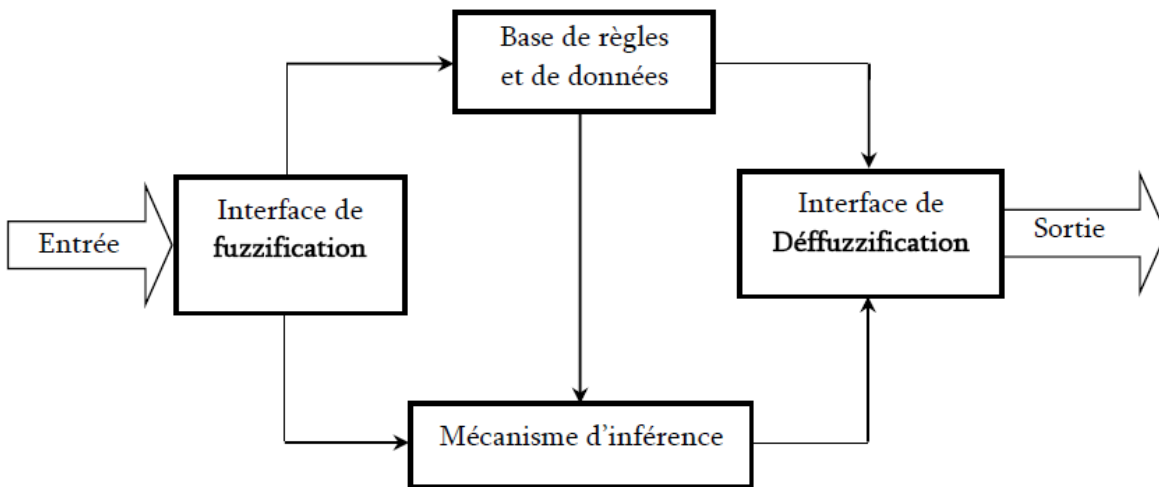 Base de règles
et de données
Interface de
fuzzification
Entrée
Interface de
Déffuzzification
Sortie
Mécanisme d'inférence